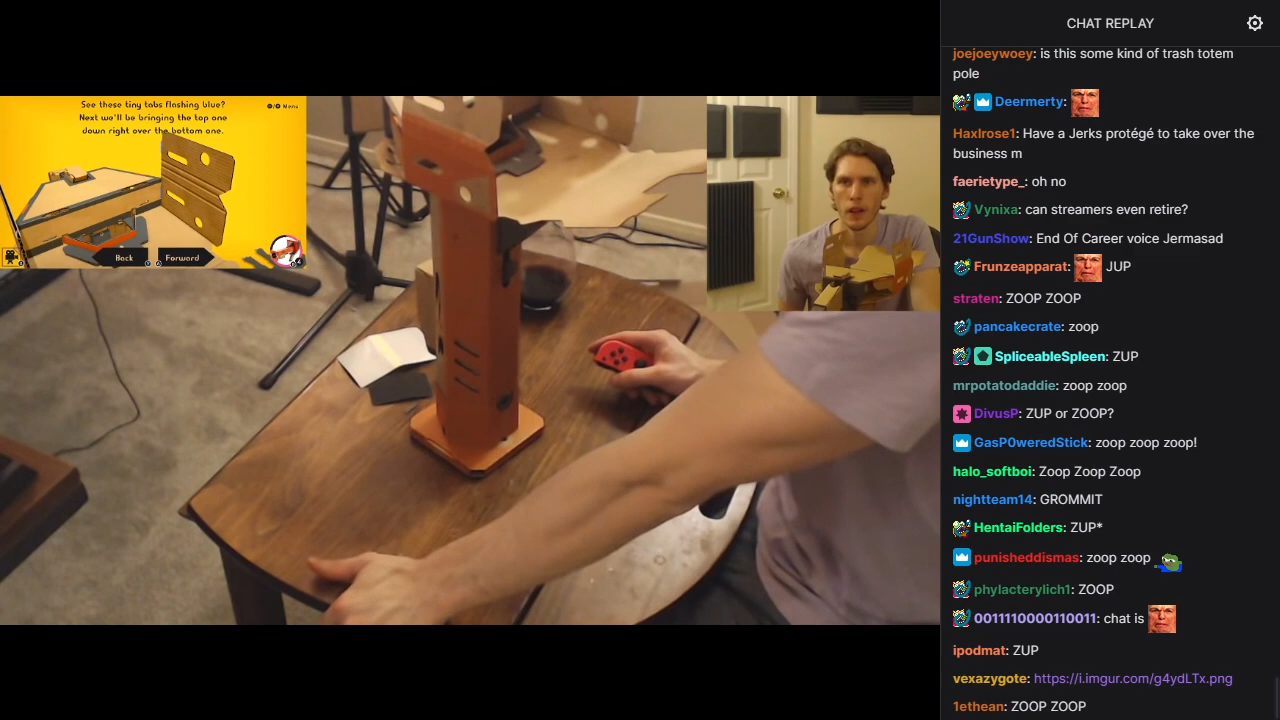 See these tiny tabs flashing blue?
Next we'll be bringing the top one
down right over the bottom one.
Menu
Back
Forward
CHAT REPLAY
joejoeywoey: is this some kind of trash totem
pole
Deermerty:
HaxIrose1: Have a Jerks protégé to take over the
business m
faerietype_: oh no
Vynixa: can streamers even retire?
21GunShow: End Of Career voice Jermasad
Frunzeapparat: JUP
straten: ZOOP ZOOP
pancakecrate: zoop
SpliceableSpleen: ZUP
mrpotatodaddie: zoop zoop
DivusP: ZUP or ZOOP?
GasP0weredStick: zoop zoop zoop!
halo_softboi: Zoop Zoop Zoop
nightteam14: GROMMIT
HentaiFolders: ZUP*
punisheddismas: zoop zoop
phylacterylich1: ZOOP
0011110000110011: chat is
ipodmat: ZUP
vexazygote: https://i.imgur.com/g4ydLTx.png
1ethean: ZOOP ZOOP